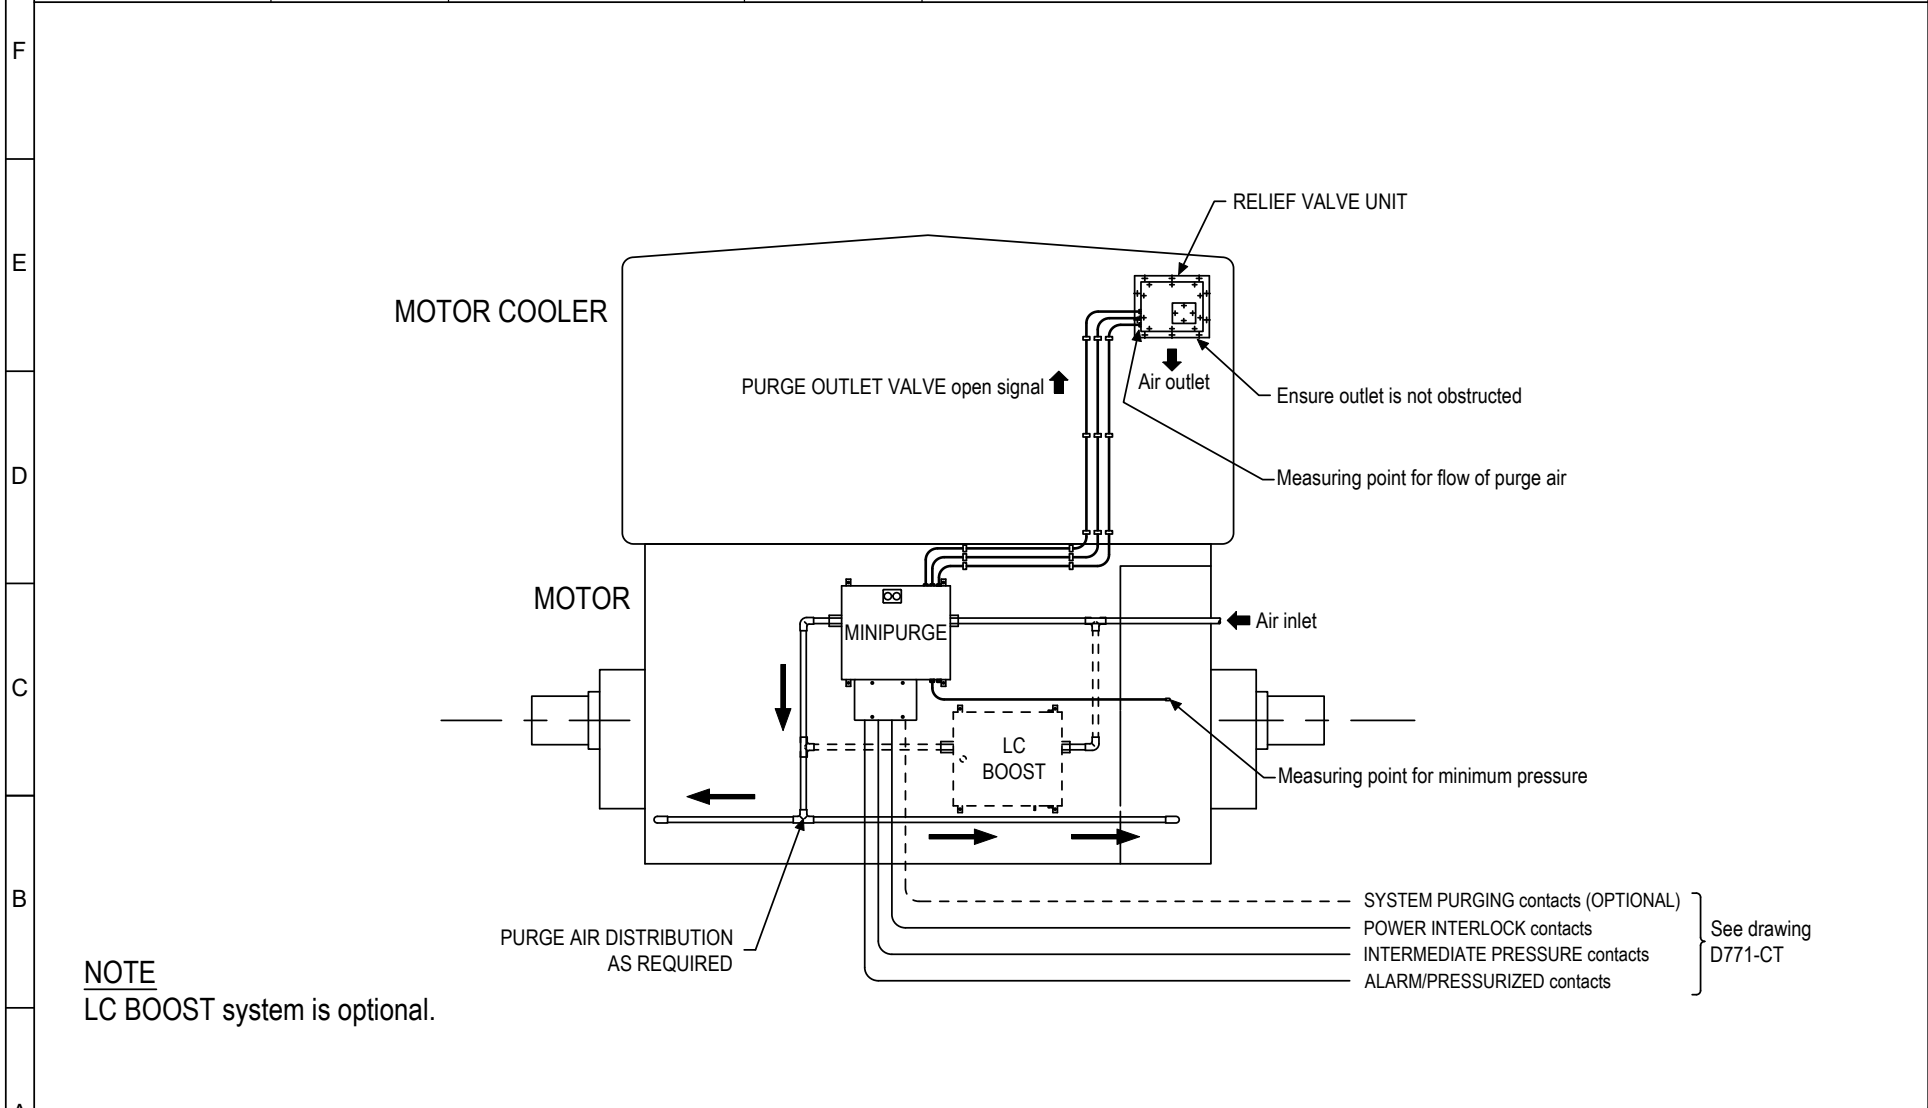 F
RELIEF VALVE UNIT
E
MOTOR COOLER
PURGE OUTLET VALVE open signal
Air outlet
Ensure outlet is not obstructed
D
Measuring point for flow of purge air
MOTOR
MINIPURGE
Air inlet
C
LC
BOOST
Measuring point for minimum pressure
B
SYSTEM PURGING contacts (OPTIONAL)
POWER INTERLOCK contacts
INTERMEDIATE PRESSURE contacts
ALARM/PRESSURIZED contacts
See drawing
D771-CT
PURGE AIR DISTRIBUTION
AS REQUIRED
NOTE
LC BOOST system is optional.
A